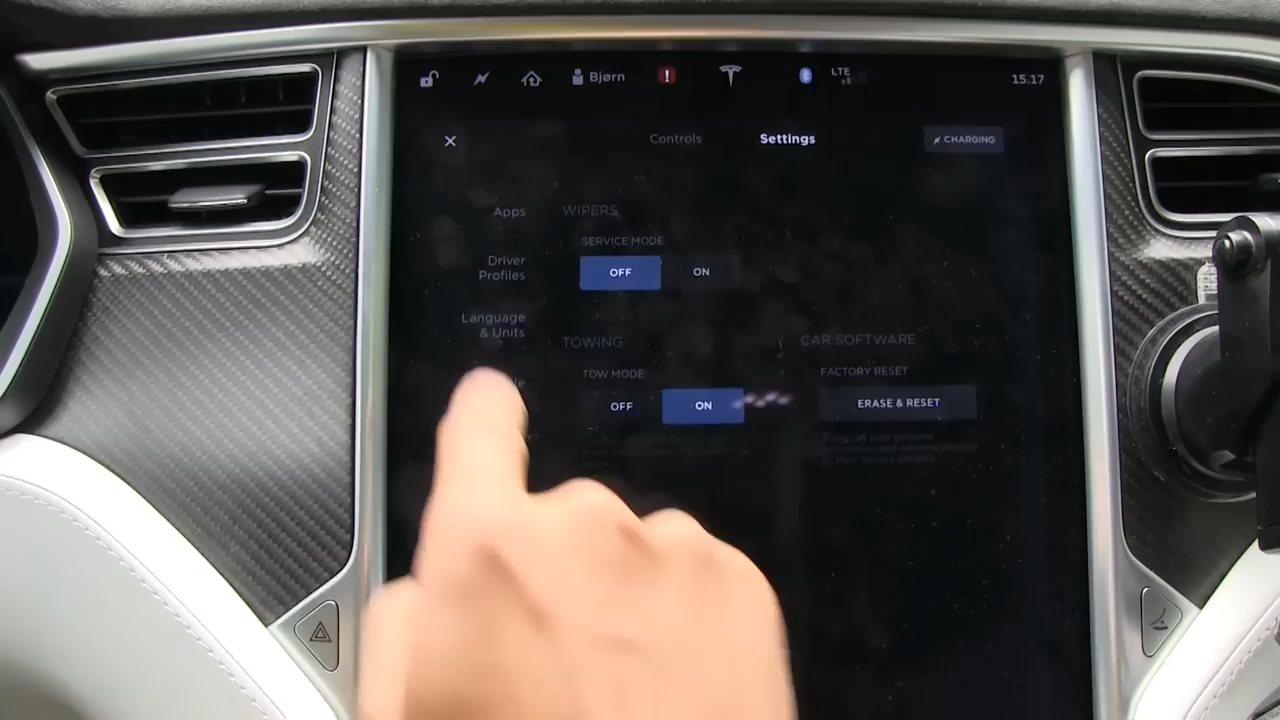 Bjørn
LTE
15.17
Controls
Settings
CHARGING
Apps
WIPERS
SERVICE MODE
Driver
Profiles
OFF
ON
Language
& Units
TOWING
CAR SOFTWARE
TOW MODE
FACTORY RESET
OFF
ON
ERASE & RESET